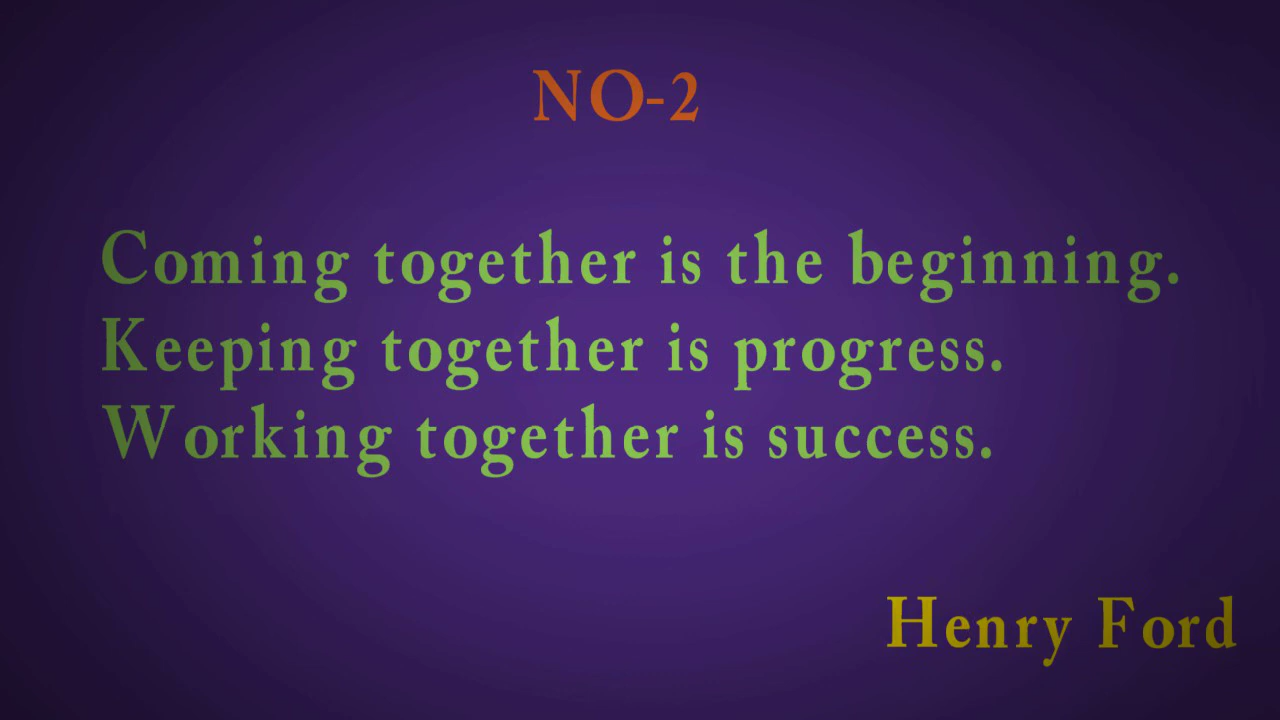 NO-2
Coming together is the beginning.
Keeping together is progress.
Working together is success.
Henry Ford